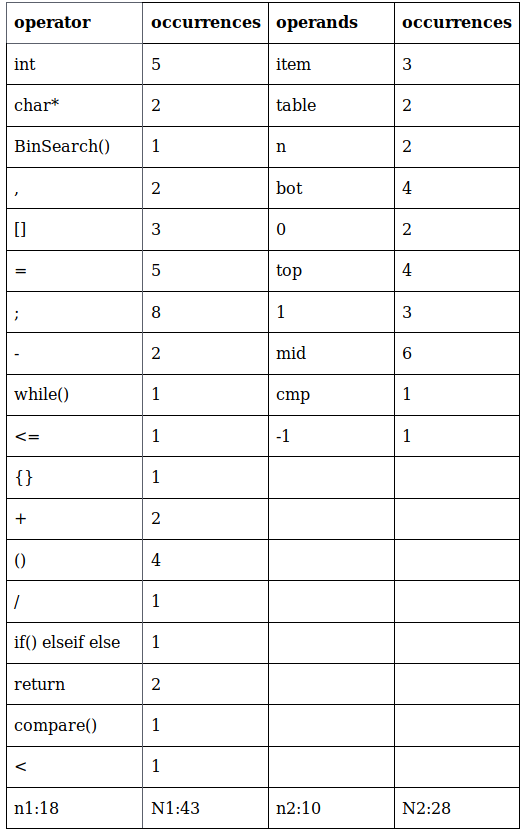 operator occurrences operands occurrences
int 5 item 3
char* 2 table 2
BinSearch() 1 n 2
, 2 bot 4
[] 3 0 2
= 5 top 4
; 8 1 3
- 2 mid 6
while() 1 cmp 1
<= 1 -1 1
{} 1
+ 2
() 4
/ 1
if() elseif else 1
return 2
compare() 1
< 1
n1:18 N1:43 n2:10 N2:28